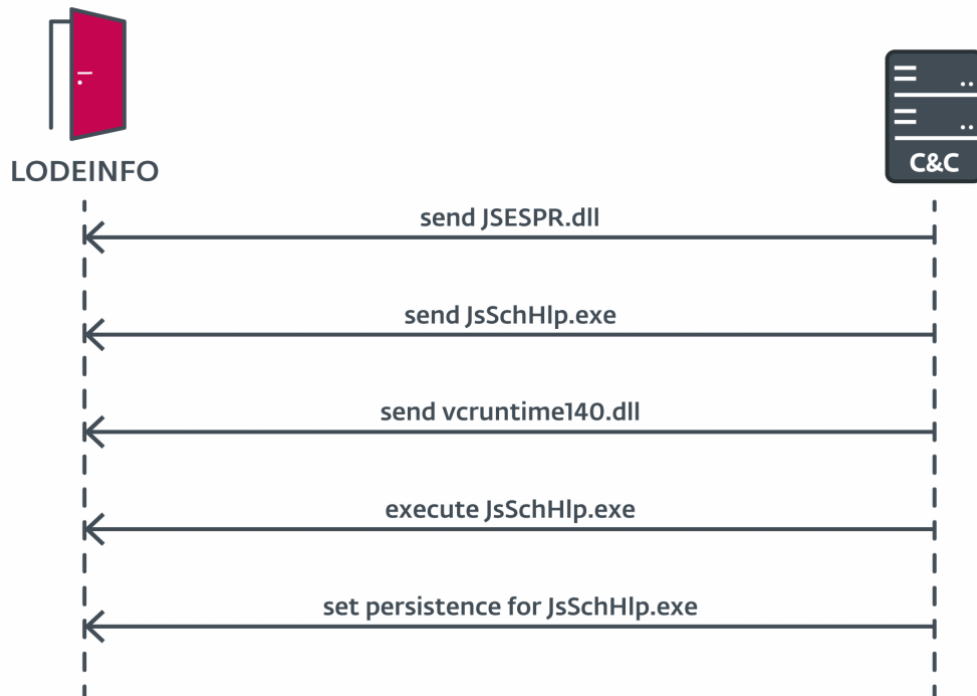 LODEINFO
C&C
send JSESPR.dll
send JsSchHlp.exe
send vcruntime140.dll
execute JsSchHlp.exe
set persistence for JsSchHlp.exe